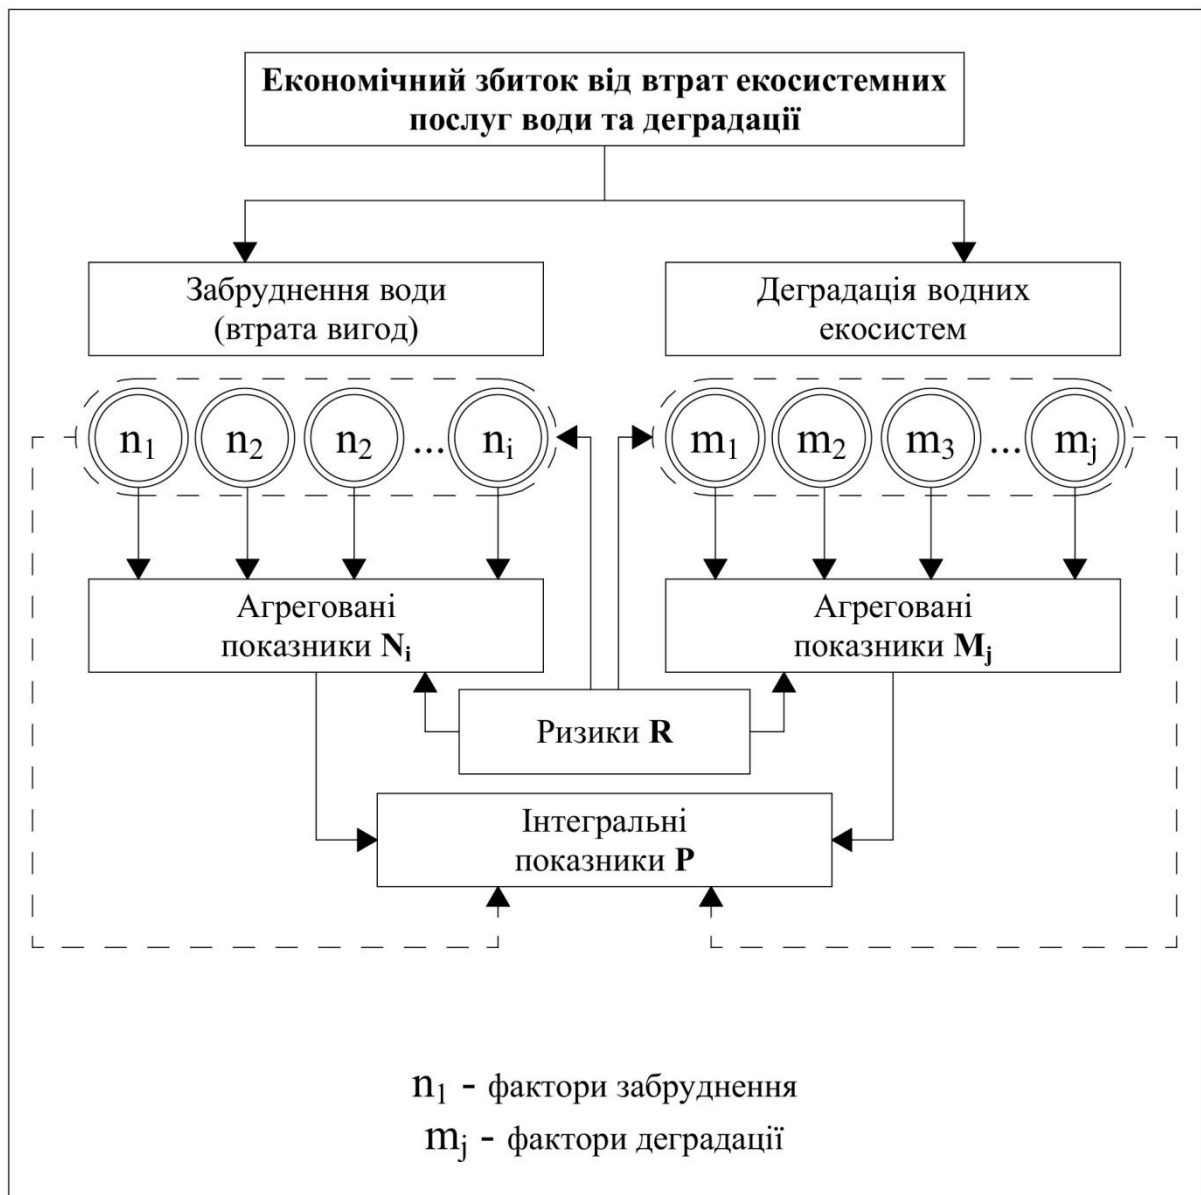 Економічний збиток від втрат екосистемних
послуг води та деградації
Забруднення води
(втрата вигод)
Деградація водних
екосистем
n₁ n₂ n₂ ... nᵢ
m₁ m₂ m₃ ... mⱼ
Агреговані
показники Nᵢ
Агреговані
показники Mⱼ
Ризики R
Інтегральні
показники P
n₁ - фактори забруднення
mⱼ - фактори деградації